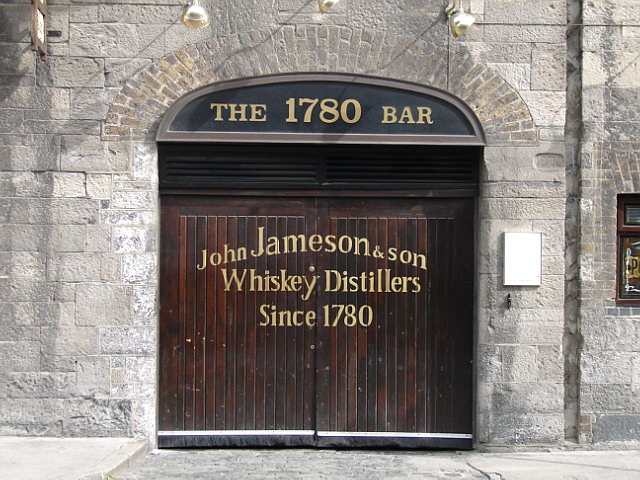 THE 1780 BAR
John JAMESON & SON
WHISKEY DISTILLERS
SINCE 1780